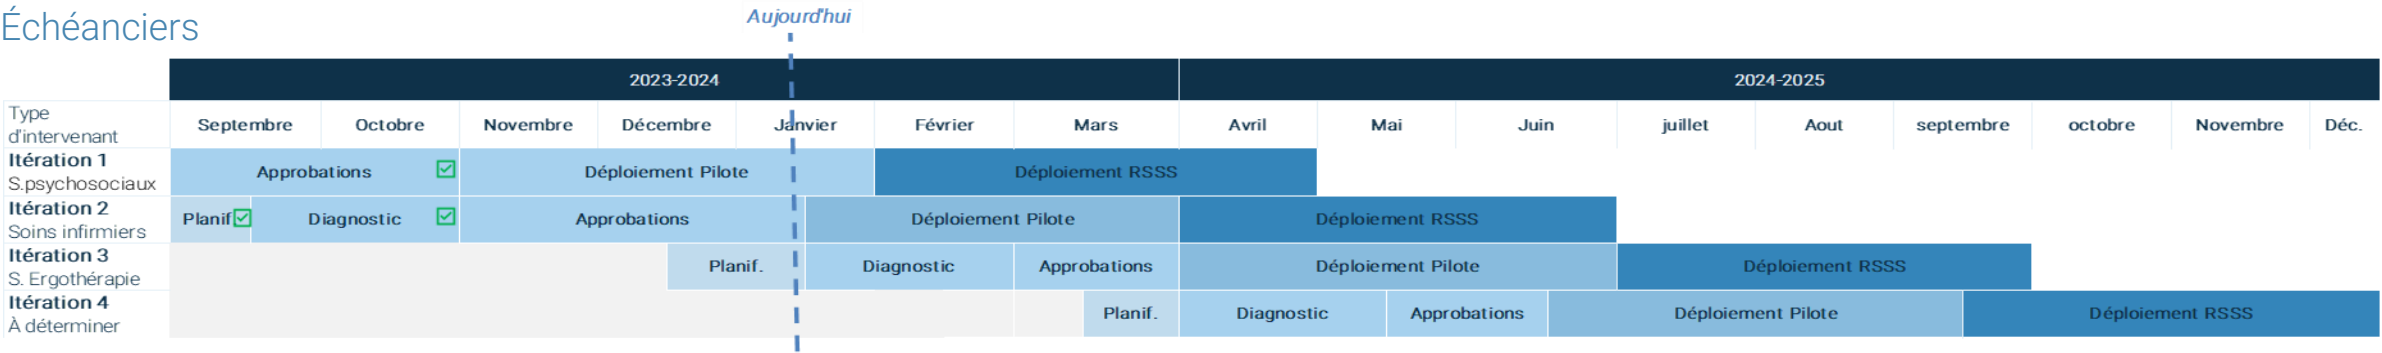 Échéanciers
Aujourd'hui
2023-2024 2024-2025
Type
d'intervenant
Septembre Octobre Novembre Décembre Janvier Février Mars Avril Mai Juin juillet Aout septembre octobre Novembre Déc.
Itération 1
S.psychosociaux
Approbations Déploiement Pilote Déploiement RSSS
Itération 2
Soins infirmiers
Planif Diagnostic Approbations Déploiement Pilote Déploiement RSSS
Itération 3
S. Ergothérapie
Planif. Diagnostic Approbations Déploiement Pilote Déploiement RSSS
Itération 4
À déterminer
Planif. Diagnostic Approbations Déploiement Pilote Déploiement RSSS